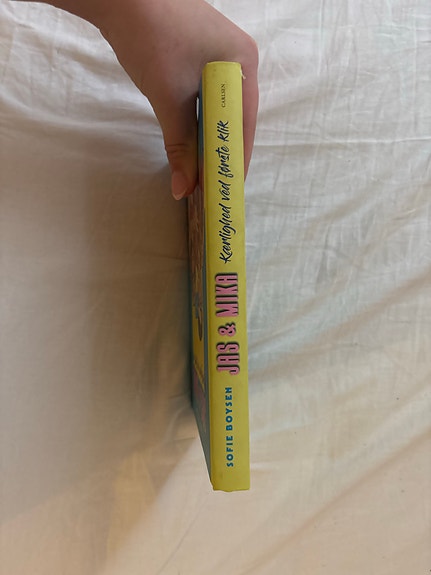 SOFIE BOYSEN
JAS & MIKA
Kærlighed ved første klik
CARLSEN